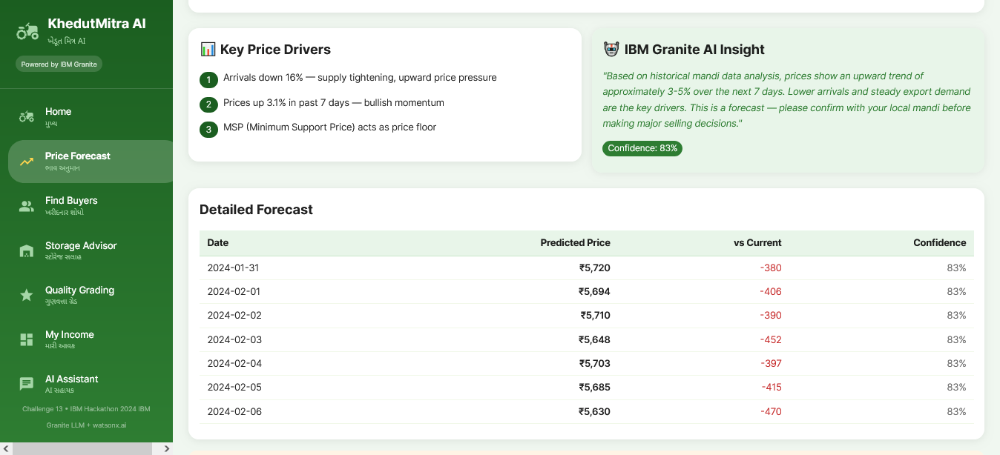 KhedutMitra AI
ખેડૂત મિત્ર AI
Powered by IBM Granite
Home
મુખ્ય
Price Forecast
ભાવ અનુમાન
Find Buyers
ખરીદનાર શોધો
Storage Advisor
સ્ટોરેજ સલાહ
Quality Grading
ગુણવત્તા ગ્રેડ
My Income
મારી આવક
AI Assistant
AI સહાયક
Challenge 13 • IBM Hackathon 2024 IBM
Granite LLM + watsonx.ai
Key Price Drivers
1 Arrivals down 16% — supply tightening, upward price pressure
2 Prices up 3.1% in past 7 days — bullish momentum
3 MSP (Minimum Support Price) acts as price floor
IBM Granite AI Insight
"Based on historical mandi data analysis, prices show an upward trend of
approximately 3-5% over the next 7 days. Lower arrivals and steady export demand
are the key drivers. This is a forecast — please confirm with your local mandi before
making major selling decisions."
Confidence: 83%
Detailed Forecast
Date Predicted Price vs Current Confidence
2024-01-31 ₹5,720 -380 83%
2024-02-01 ₹5,694 -406 83%
2024-02-02 ₹5,710 -390 83%
2024-02-03 ₹5,648 -452 83%
2024-02-04 ₹5,703 -397 83%
2024-02-05 ₹5,685 -415 83%
2024-02-06 ₹5,630 -470 83%